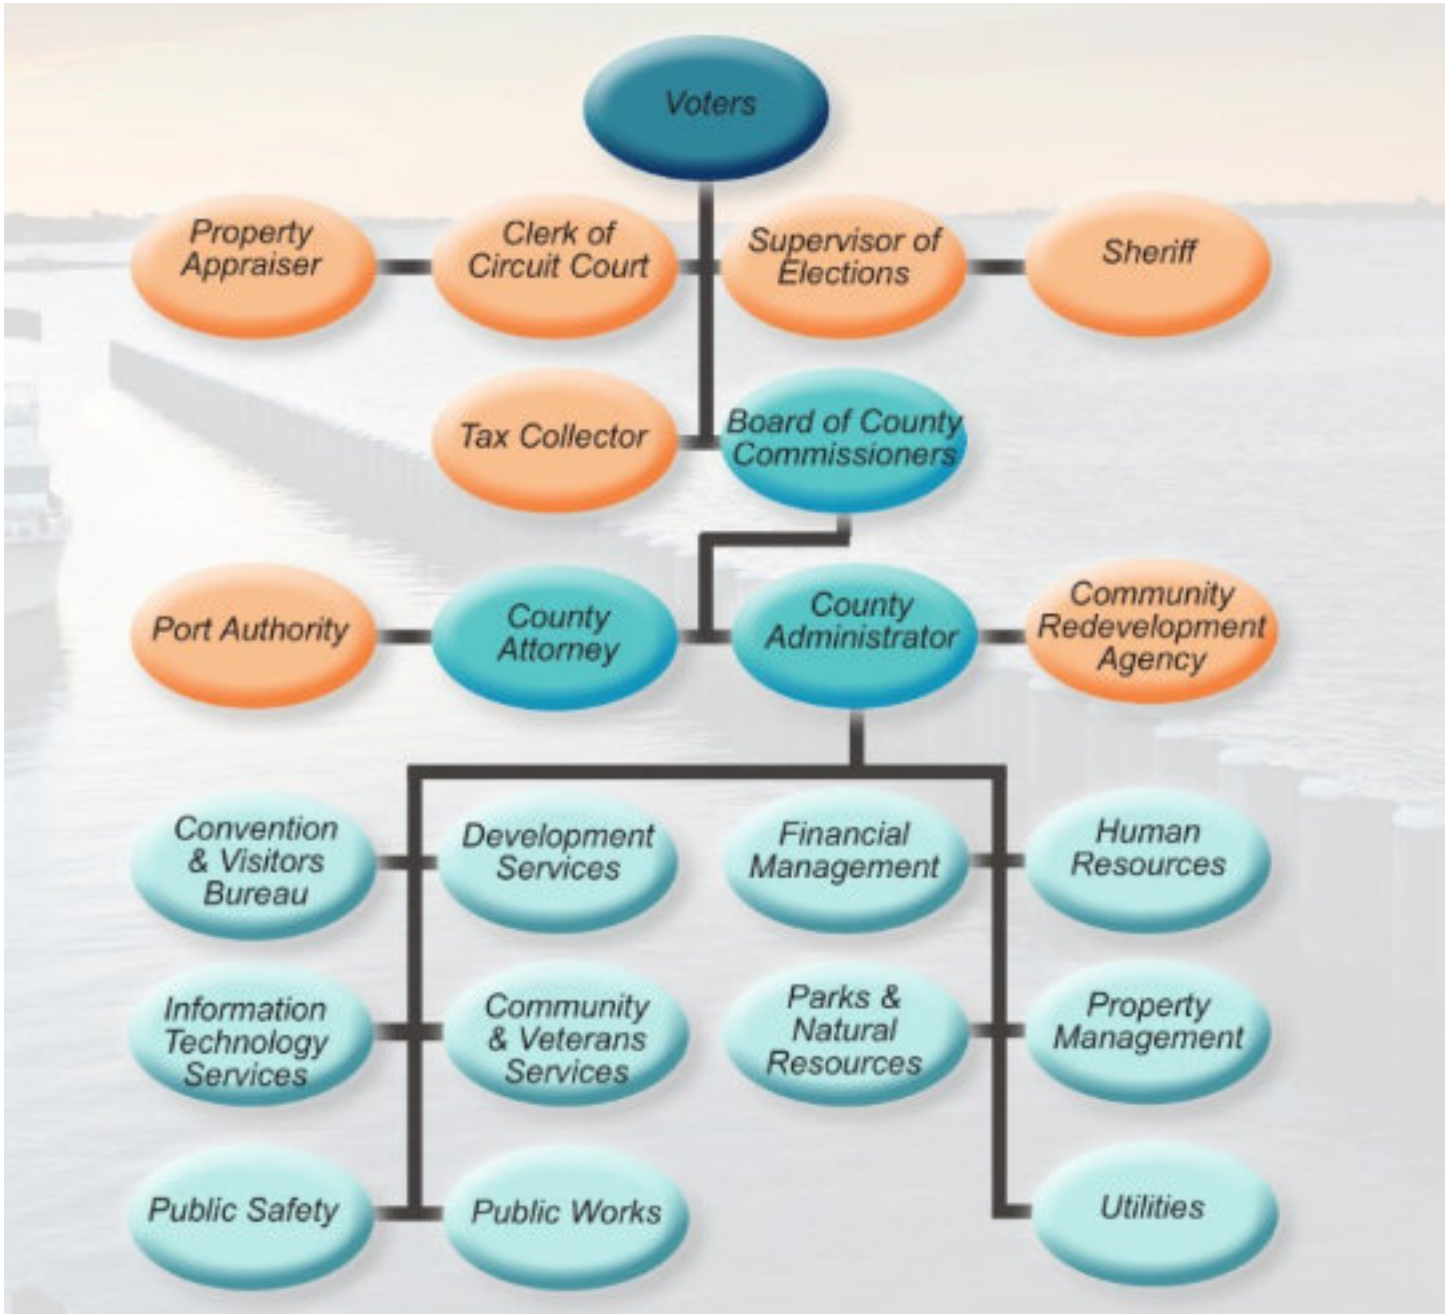 Voters
Property
Appraiser
Clerk of
Circuit Court
Supervisor of
Elections
Sheriff
Tax Collector
Board of County
Commissioners
Port Authority
County
Attorney
County
Administrator
Community
Redevelopment
Agency
Convention
& Visitors
Bureau
Development
Services
Financial
Management
Human
Resources
Information
Technology
Services
Community
& Veterans
Services
Parks &
Natural
Resources
Property
Management
Public Safety
Public Works
Utilities